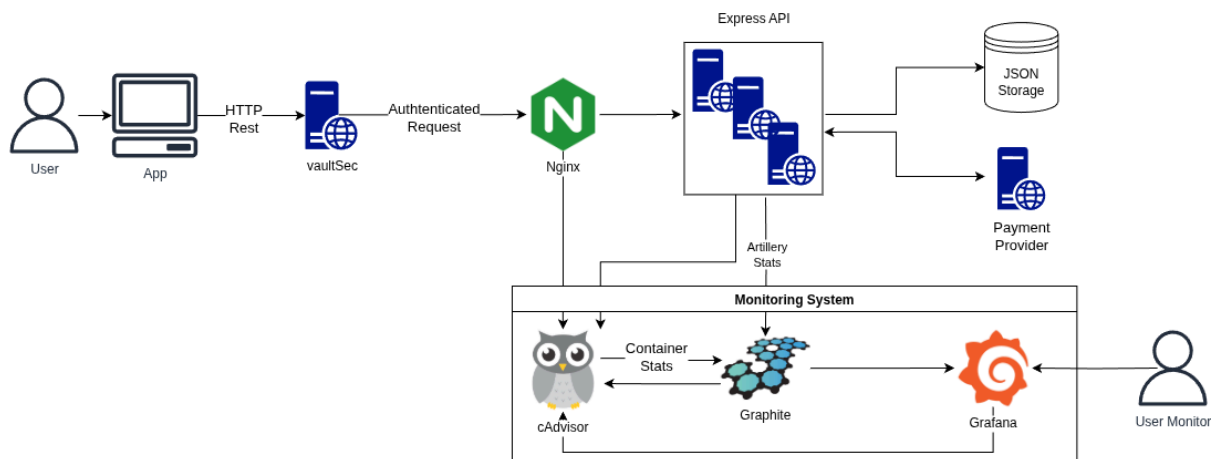 Express API
JSON
Storage
HTTP
Rest
Authtenticated
Request
User
App
vaultSec
Nginx
Payment
Provider
Artillery
Stats
Monitoring System
Container
Stats
cAdvisor
Graphite
Grafana
User Monitor